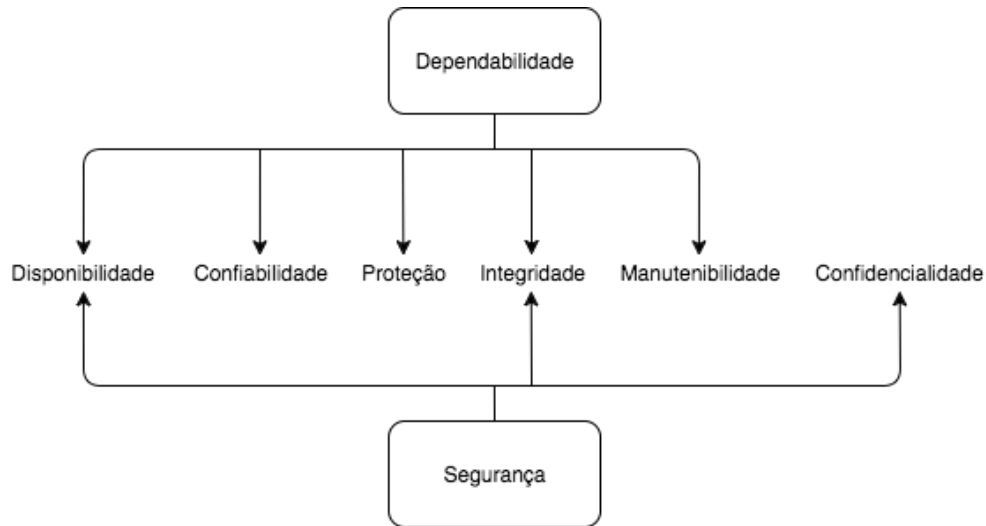 Dependabilidade
Disponibilidade Confiabilidade Proteção Integridade Manutenibilidade Confidencialidade
Segurança